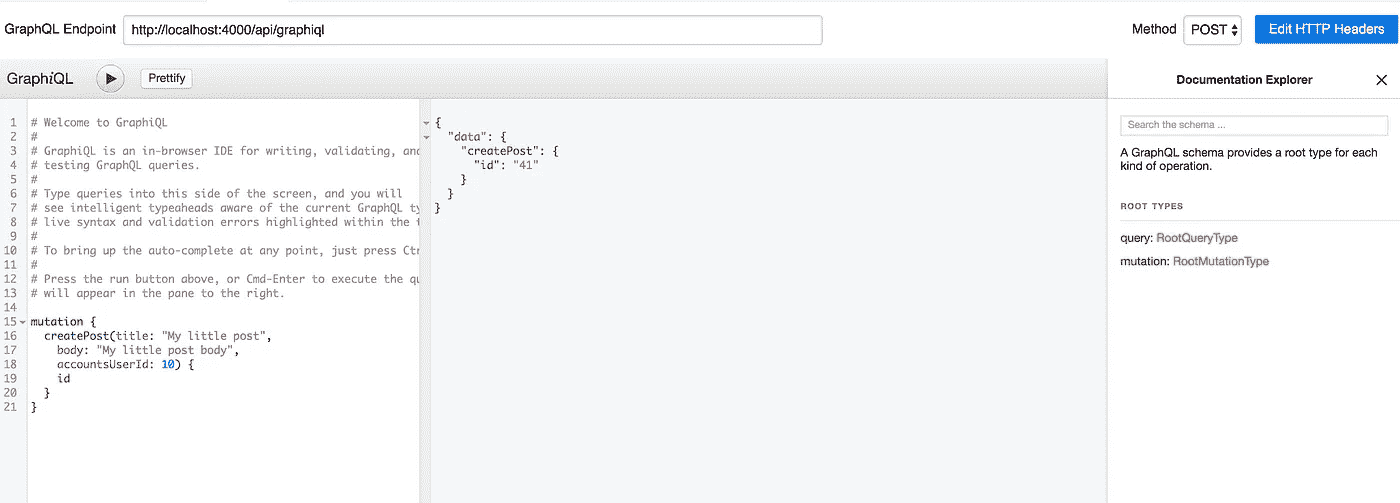 GraphQL Endpoint http://localhost:4000/api/graphiql Method POST Edit HTTP Headers
GraphiQL Prettify
1 # Welcome to GraphiQL
2 #
3 # GraphiQL is an in-browser IDE for writing, validating, and
4 # testing GraphQL queries.
5 #
6 # Type queries into this side of the screen, and you will
7 # see intelligent typeaheads aware of the current GraphQL ty
8 # live syntax and validation errors highlighted within the t
9 #
10 # To bring up the auto-complete at any point, just press Ctr
11 #
12 # Press the run button above, or Cmd-Enter to execute the qu
13 # will appear in the pane to the right.
14
15 mutation {
16 createPost(title: "My little post",
17 body: "My little post body",
18 accountsUserId: 10) {
19 id
20 }
21 }
{
"data": {
"createPost": {
"id": "41"
}
}
}
Documentation Explorer
Search the schema ...
A GraphQL schema provides a root type for each
kind of operation.
ROOT TYPES
query: RootQueryType
mutation: RootMutationType